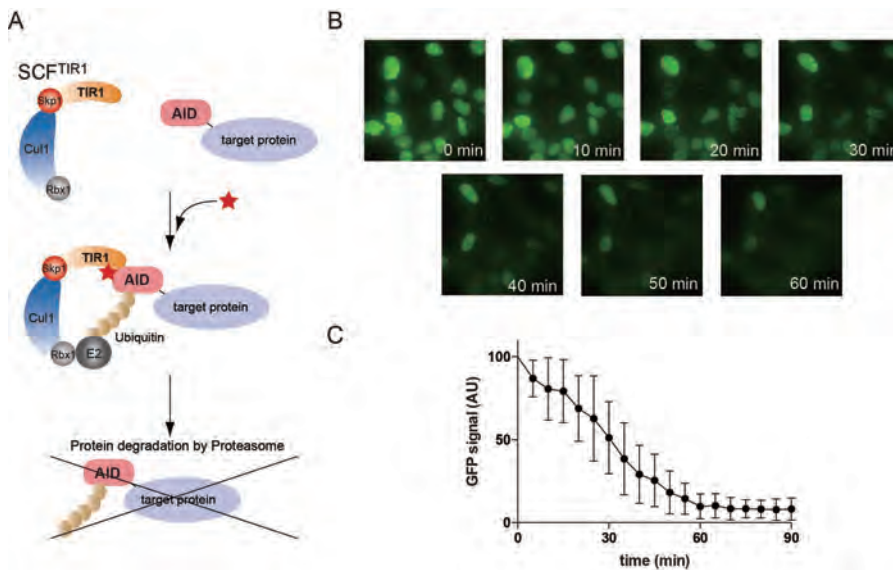 A
SCFTIR1
Skp1
TIR1
Cul1
Rbx1
AID
target protein
TIR1
Skp1
AID
target protein
Cul1
Ubiquitin
Rbx1
E2
Protein degradation by Proteasome
AID
target protein
B
0 min
10 min
20 min
30 min
40 min
50 min
60 min
C
100
50
0
GFP signal (AU)
0
30
60
90
time (min)